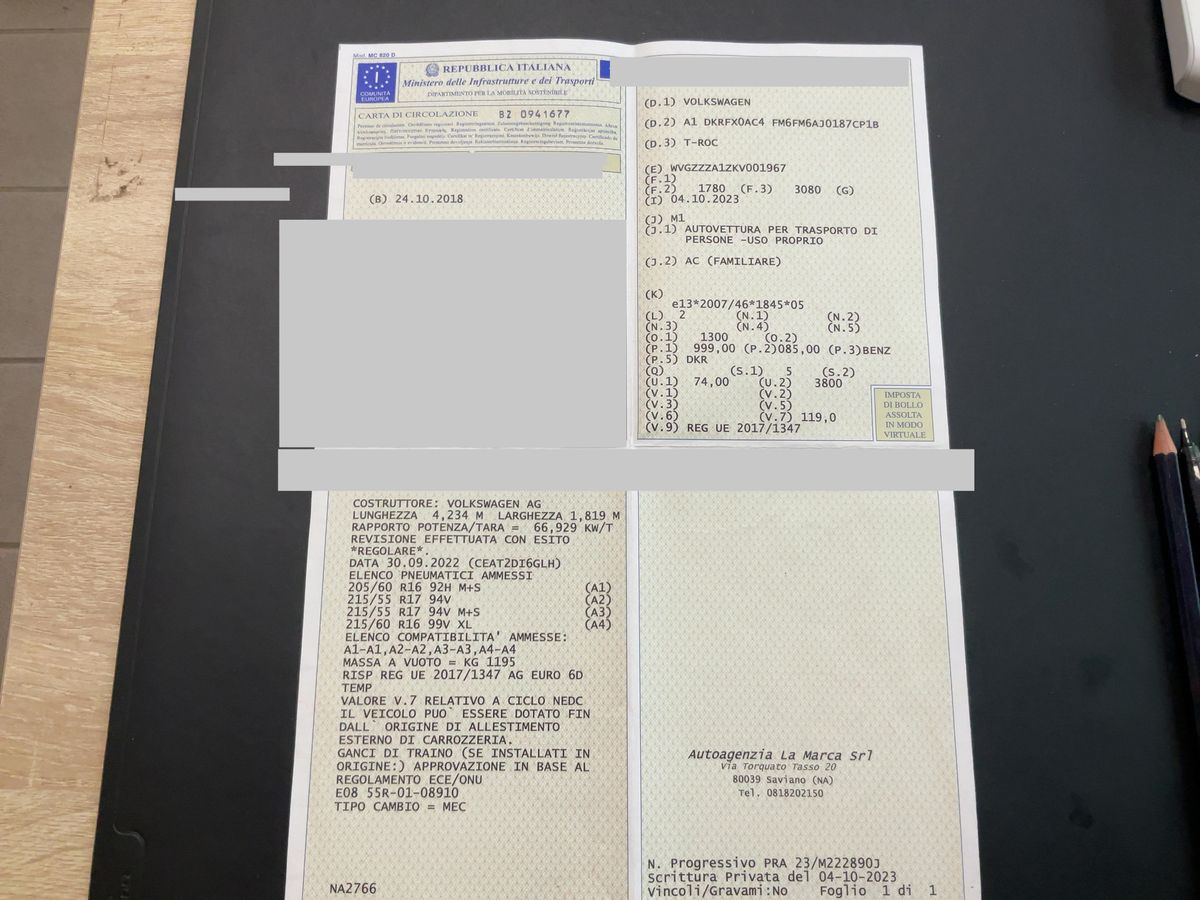 Mod. MC 820 D
REPUBBLICA ITALIANA
Ministero delle Infrastrutture e dei Trasporti
DIPARTIMENTO PER LA MOBILITÀ SOSTENIBILE
I
COMUNITÀ
EUROPEA
CARTA DI CIRCOLAZIONE BZ 0941677
(B) 24.10.2018
(D.1) VOLKSWAGEN
(D.2) A1 DKRFX0AC4 FM6FM6AJ0187CP1B
(D.3) T-ROC
(E) WVGZZZA1ZKV001967
(F.1)
(F.2) 1780 (F.3) 3080 (G)
(I) 04.10.2023
(J) M1
(J.1) AUTOVETTURA PER TRASPORTO DI
PERSONE -USO PROPRIO
(J.2) AC (FAMILIARE)
(K)
e13*2007/46*1845*05
(L) 2 (N.1) (N.2)
(N.3) (N.4) (N.5)
(O.1) 1300 (O.2)
(P.1) 999,00 (P.2)085,00 (P.3)BENZ
(P.5) DKR
(Q) (S.1) 5 (S.2)
(U.1) 74,00 (U.2) 3800
(V.1) (V.2)
(V.3) (V.5)
(V.6) (V.7) 119,0
(V.9) REG UE 2017/1347
IMPOSTA
DI BOLLO
ASSOLTA
IN MODO
VIRTUALE
COSTRUTTORE: VOLKSWAGEN AG
LUNGHEZZA 4,234 M LARGHEZZA 1,819 M
RAPPORTO POTENZA/TARA = 66,929 KW/T
REVISIONE EFFETTUATA CON ESITO
*REGOLARE*.
DATA 30.09.2022 (CEAT2DI6GLH)
ELENCO PNEUMATICI AMMESSI
205/60 R16 92H M+S (A1)
215/55 R17 94V (A2)
215/55 R17 94V M+S (A3)
215/60 R16 99V XL (A4)
ELENCO COMPATIBILITA' AMMESSE:
A1-A1,A2-A2,A3-A3,A4-A4
MASSA A VUOTO = KG 1195
RISP REG UE 2017/1347 AG EURO 6D
TEMP
VALORE V.7 RELATIVO A CICLO NEDC
IL VEICOLO PUO` ESSERE DOTATO FIN
DALL` ORIGINE DI ALLESTIMENTO
ESTERNO DI CARROZZERIA.
GANCI DI TRAINO (SE INSTALLATI IN
ORIGINE:) APPROVAZIONE IN BASE AL
REGOLAMENTO ECE/ONU
E08 55R-01-08910
TIPO CAMBIO = MEC
NA2766
Autoagenzia La Marca Srl
Via Torquato Tasso 20
80039 Saviano (NA)
Tel. 0818202150
N. Progressivo PRA 23/M222890J
Scrittura Privata del 04-10-2023
Vincoli/Gravami:No Foglio 1 di 1